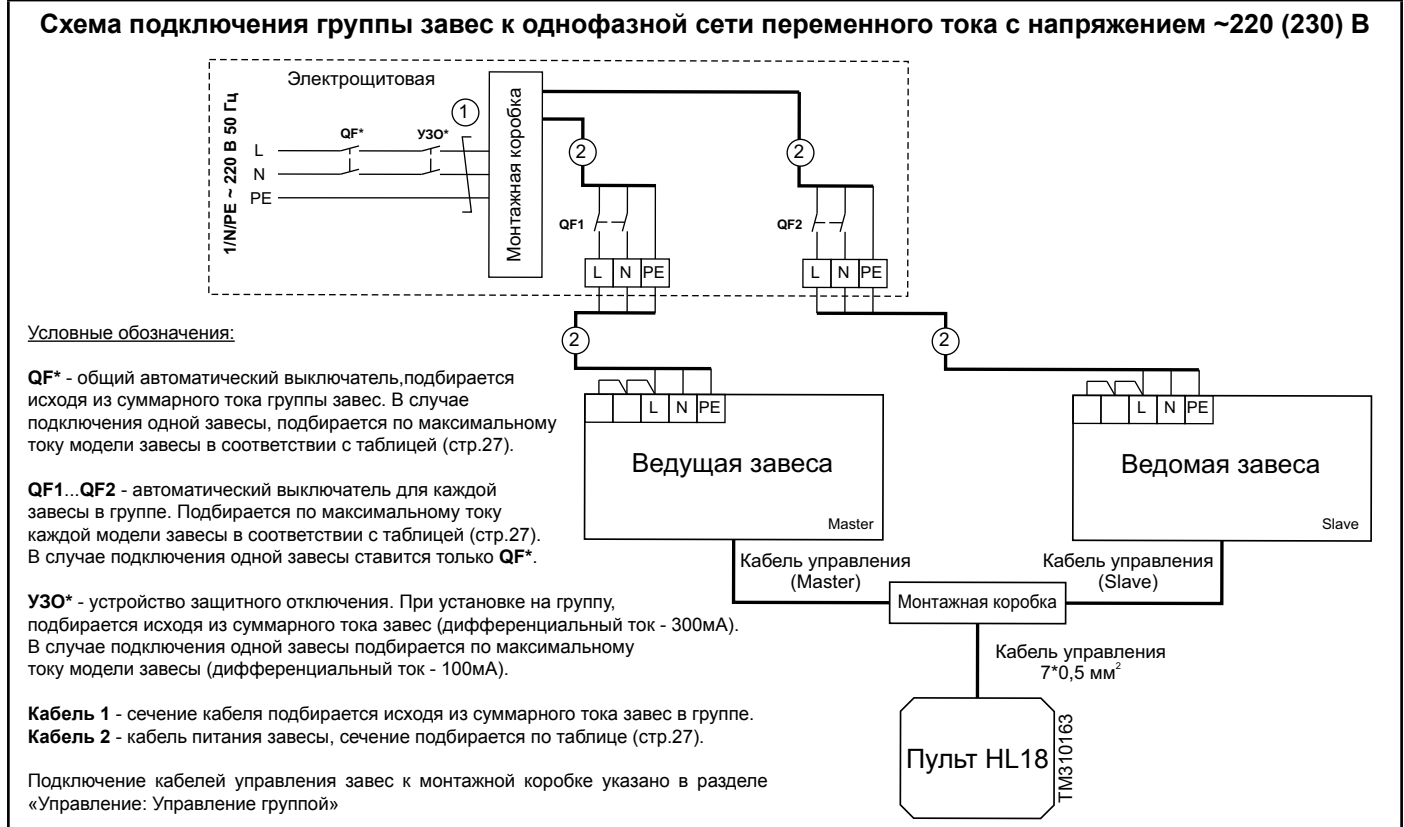 Схема подключения группы завес к однофазной сети переменного тока с напряжением ~220 (230) В
Электрощитовая
1/N/PE ~ 220 В 50 Гц
L
N
PE
QF*
УЗО*
1
Монтажная коробка
2
2
QF1
QF2
L N PE
L N PE
2
2
L N PE
Ведущая завеса
Master
L N PE
Ведомая завеса
Slave
Кабель управления
(Master)
Кабель управления
(Slave)
Монтажная коробка
Кабель управления
7*0,5 мм²
Пульт HL18
TM310163
Условные обозначения:
QF* - общий автоматический выключатель,подбирается
исходя из суммарного тока группы завес. В случае
подключения одной завесы, подбирается по максимальному
току модели завесы в соответствии с таблицей (стр.27).
QF1...QF2 - автоматический выключатель для каждой
завесы в группе. Подбирается по максимальному току
каждой модели завесы в соответствии с таблицей (стр.27).
В случае подключения одной завесы ставится только QF*.
УЗО* - устройство защитного отключения. При установке на группу,
подбирается исходя из суммарного тока завес (дифференциальный ток - 300мА).
В случае подключения одной завесы подбирается по максимальному
току модели завесы (дифференциальный ток - 100мА).
Кабель 1 - сечение кабеля подбирается исходя из суммарного тока завес в группе.
Кабель 2 - кабель питания завесы, сечение подбирается по таблице (стр.27).
Подключение кабелей управления завес к монтажной коробке указано в разделе
«Управление: Управление группой»